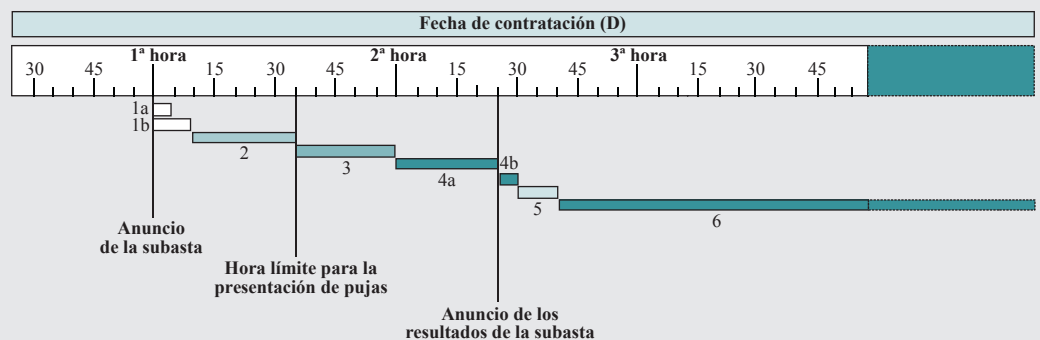 Fecha de contratación (D)
1ª hora 2ª hora 3ª hora
30 45 15 30 45 15 30 45 15 30 45
1a
1b
2
3
4a
4b
5
6
Anuncio
de la subasta
Hora límite para la
presentación de pujas
Anuncio de los
resultados de la subasta